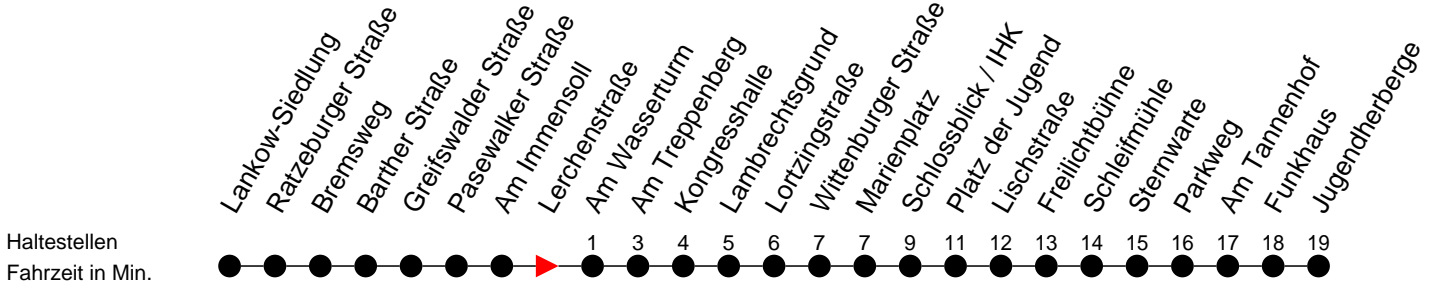 Lankow-Siedlung
Ratzeburger Straße
Bremsweg
Barther Straße
Greifswalder Straße
Pasewalker Straße
Am Immensoll
Lerchenstraße
Am Wasserturm
Am Treppenberg
Kongresshalle
Lambrechtsgrund
Lortzingstraße
Wittenburger Straße
Marienplatz
Schlossblick / IHK
Platz der Jugend
Lischstraße
Freilichtbühne
Schleifmühle
Sternwarte
Parkweg
Am Tannenhof
Funkhaus
Jugendherberge
Haltestellen 1 3 4 5 6 7 7 9 11 12 13 14 15 16 17 18 19
Fahrzeit in Min.